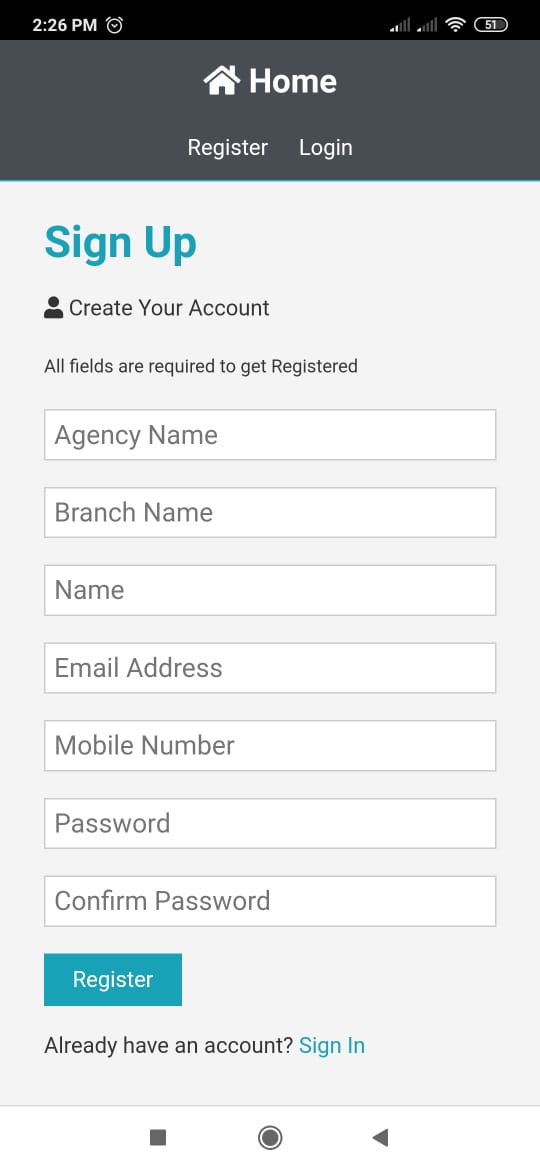 2:26 PM 51
Home
Register Login
Sign Up
Create Your Account
All fields are required to get Registered
Agency Name
Branch Name
Name
Email Address
Mobile Number
Password
Confirm Password
Register
Already have an account? Sign In